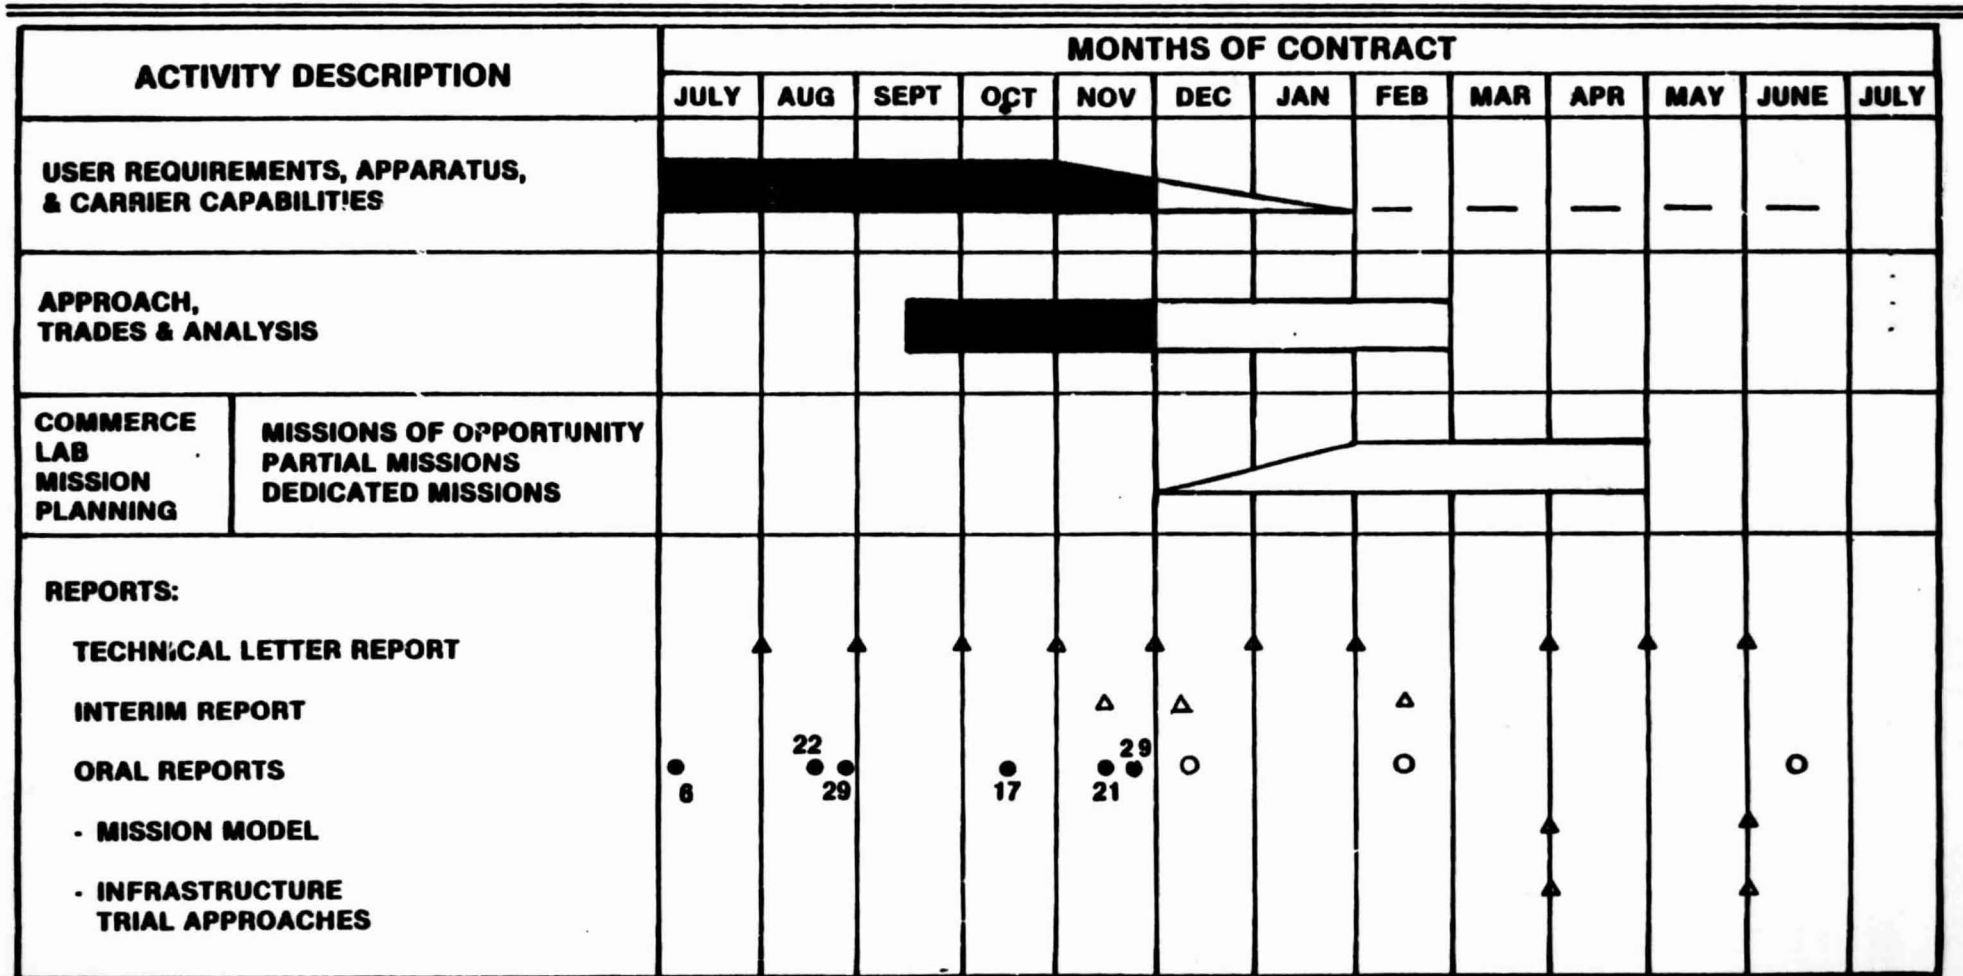 MONTHS OF CONTRACT
ACTIVITY DESCRIPTION
JULY AUG SEPT OCT NOV DEC JAN FEB MAR APR MAY JUNE JULY
USER REQUIREMENTS, APPARATUS,
& CARRIER CAPABILITIES
APPROACH,
TRADES & ANALYSIS
COMMERCE
LAB
MISSION
PLANNING
MISSIONS OF OPPORTUNITY
PARTIAL MISSIONS
DEDICATED MISSIONS
REPORTS:
TECHNICAL LETTER REPORT
INTERIM REPORT
ORAL REPORTS
22 29
6 29 17 21
- MISSION MODEL
- INFRASTRUCTURE
TRIAL APPROACHES